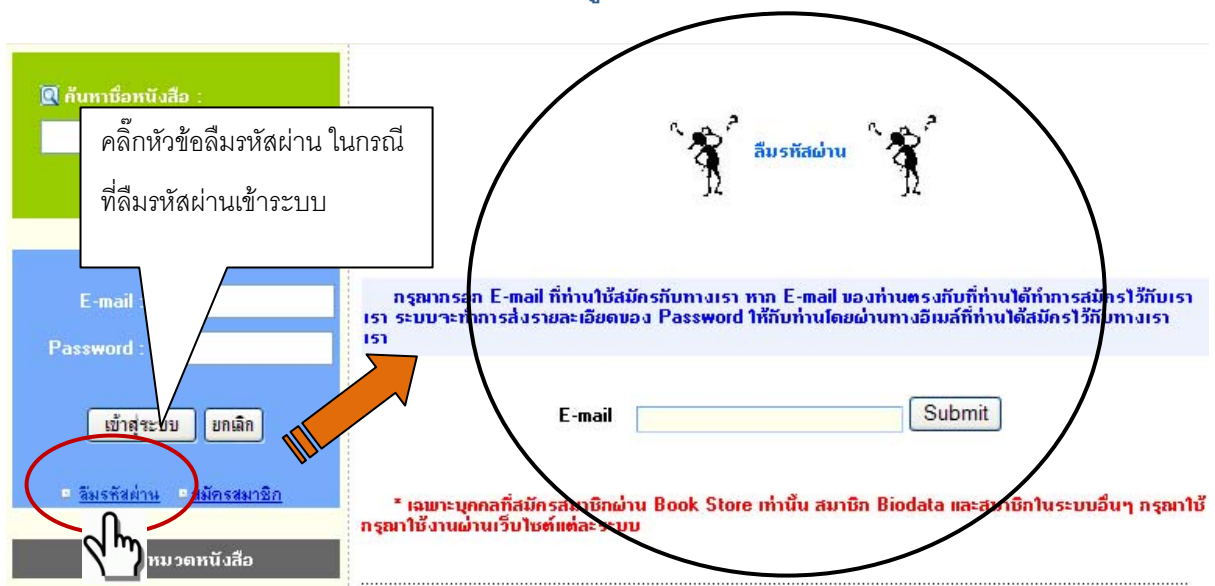 ค้นหาชื่อหนังสือ :
คลิ๊กหัวข้อลืมรหัสผ่าน ในกรณี
ที่ลืมรหัสผ่านเข้าระบบ
E-mail :
Password :
เข้าสู่ระบบ ยกเลิก
ลืมรหัสผ่าน สมัครสมาชิก
หมวดหนังสือ
ลืมรหัสผ่าน
กรุณากรอก E-mail ที่ท่านใช้สมัครกับทางเรา หาก E-mail ของท่านตรงกับที่ท่านได้ทำการสมัครไว้กับเรา
เรา ระบบจะทำการส่งรายละเอียดของ Password ให้กับท่านโดยผ่านทางอีเมล์ที่ท่านได้สมัครไว้กับทางเรา
เรา
E-mail Submit
* เฉพาะบุคคลที่สมัครสมาชิกผ่าน Book Store เท่านั้น สมาชิก Biodata และสมาชิกในระบบอื่นๆ กรุณาใช้
กรุณาใช้งานผ่านเว็บไซต์แต่ละระบบ